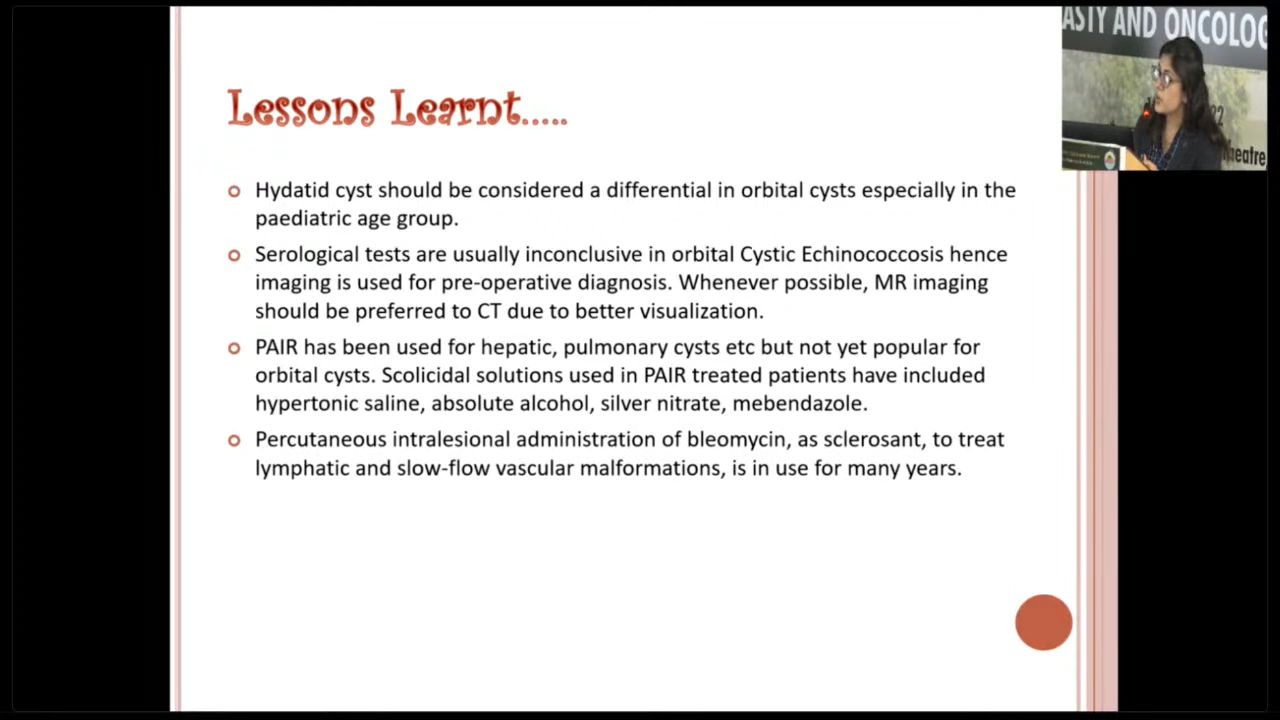 ASTY AND ONCOLOG
Lessons Learnt.....
Hydatid cyst should be considered a differential in orbital cysts especially in the
paediatric age group.
Serological tests are usually inconclusive in orbital Cystic Echinococcosis hence
imaging is used for pre-operative diagnosis. Whenever possible, MR imaging
should be preferred to CT due to better visualization.
PAIR has been used for hepatic, pulmonary cysts etc but not yet popular for
orbital cysts. Scolicidal solutions used in PAIR treated patients have included
hypertonic saline, absolute alcohol, silver nitrate, mebendazole.
Percutaneous intralesional administration of bleomycin, as sclerosant, to treat
lymphatic and slow-flow vascular malformations, is in use for many years.